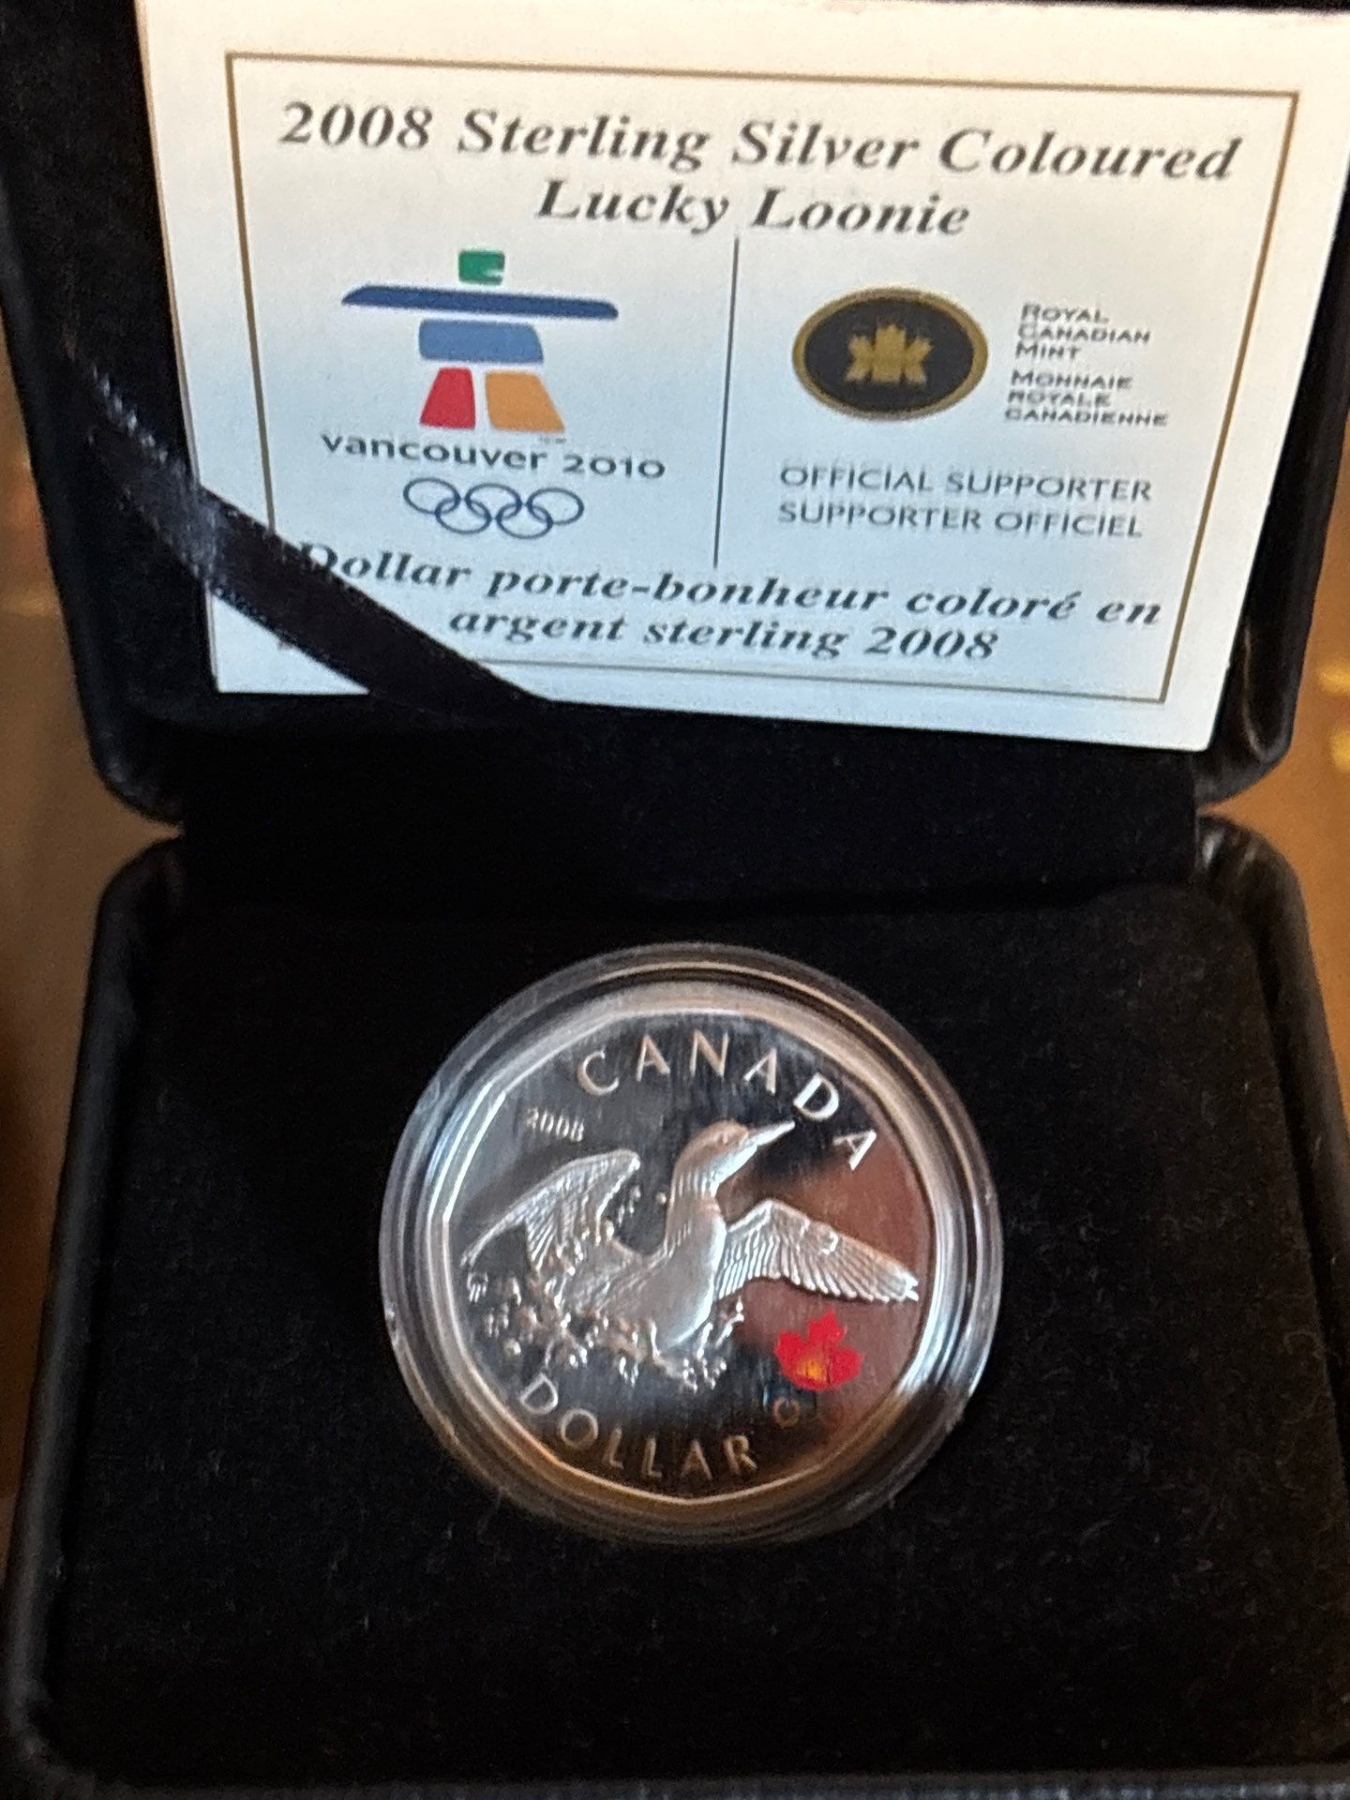 2008 Sterling Silver Coloured
Lucky Loonie
vancouver 2010
ROYAL
CANADIAN
MINT
MONNAIE
ROYALE
CANADIENNE
OFFICIAL SUPPORTER
SUPPORTER OFFICIEL
Dollar porte-bonheur coloré en
argent sterling 2008
CANADA
2008
DOLLAR